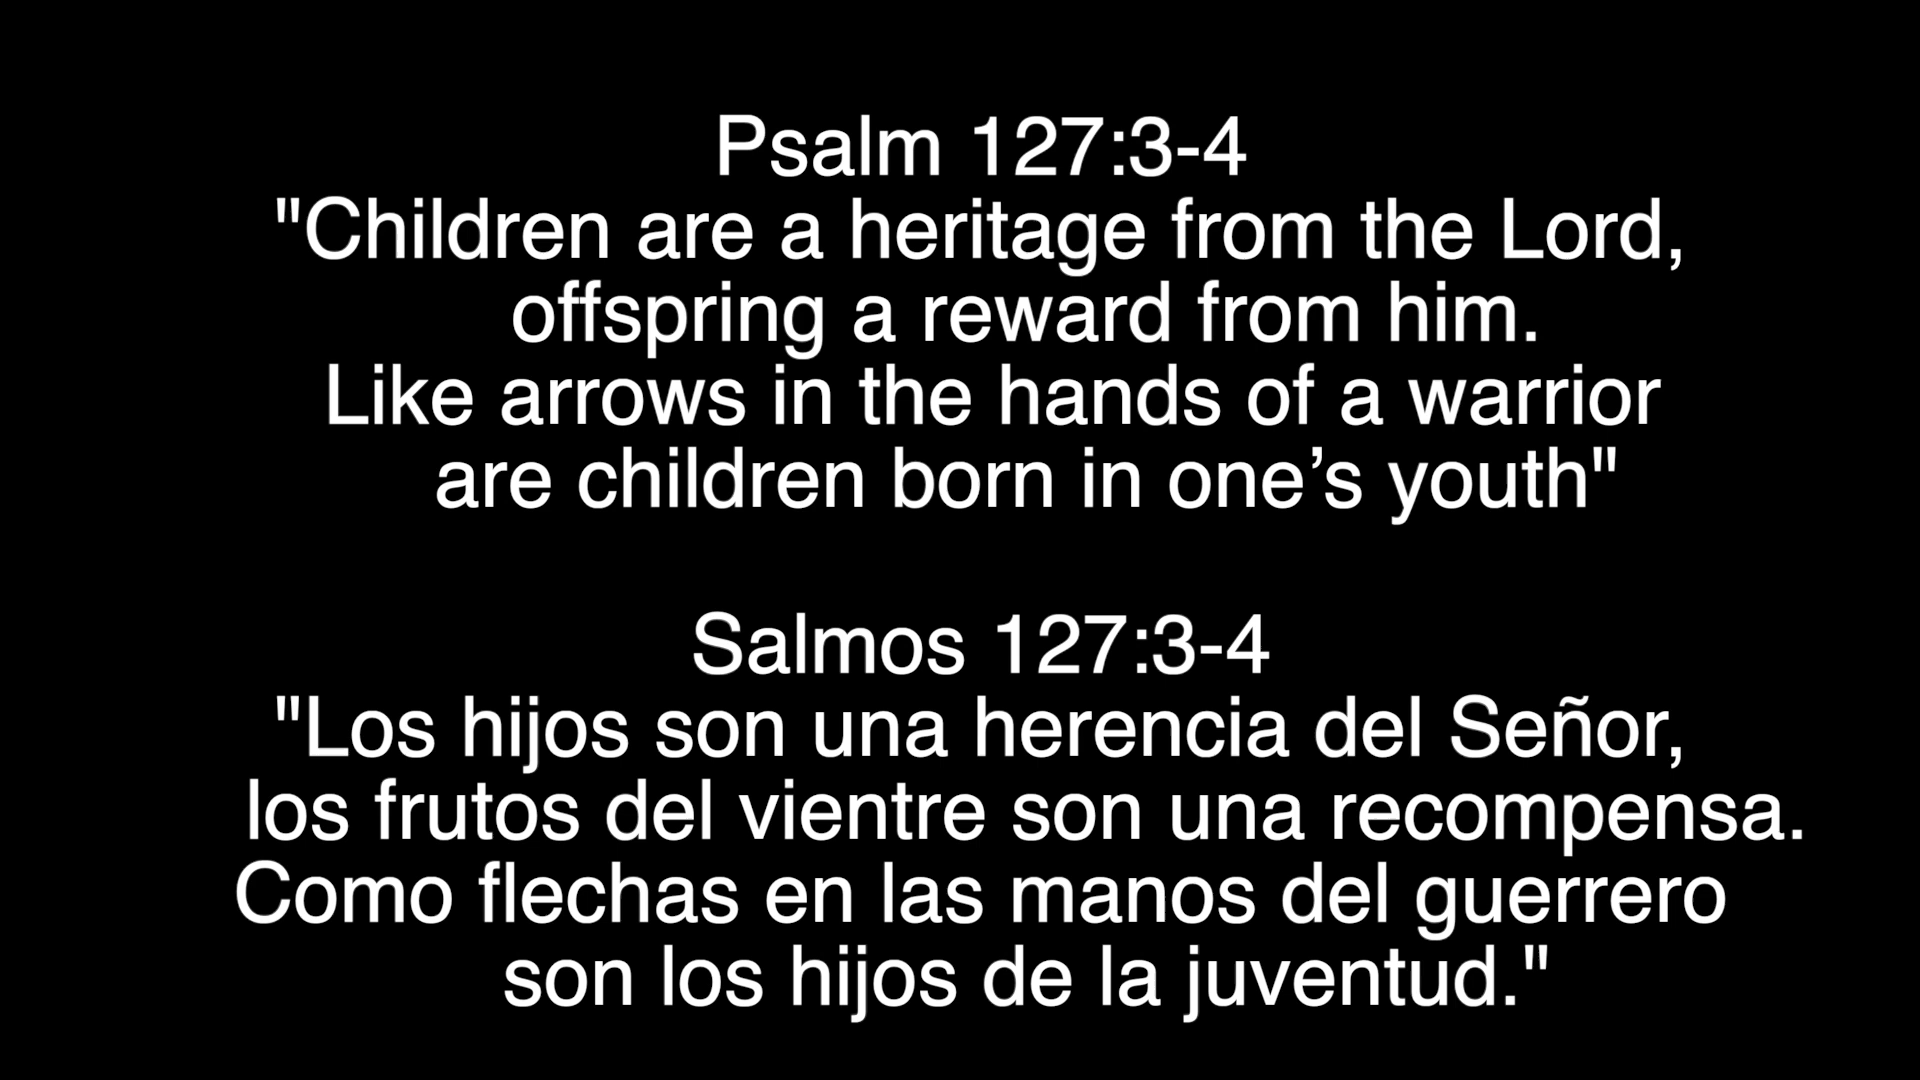 Psalm 127:3-4
"Children are a heritage from the Lord,
offspring a reward from him.
Like arrows in the hands of a warrior
are children born in one’s youth"
Salmos 127:3-4
"Los hijos son una herencia del Señor,
los frutos del vientre son una recompensa.
Como flechas en las manos del guerrero
son los hijos de la juventud."